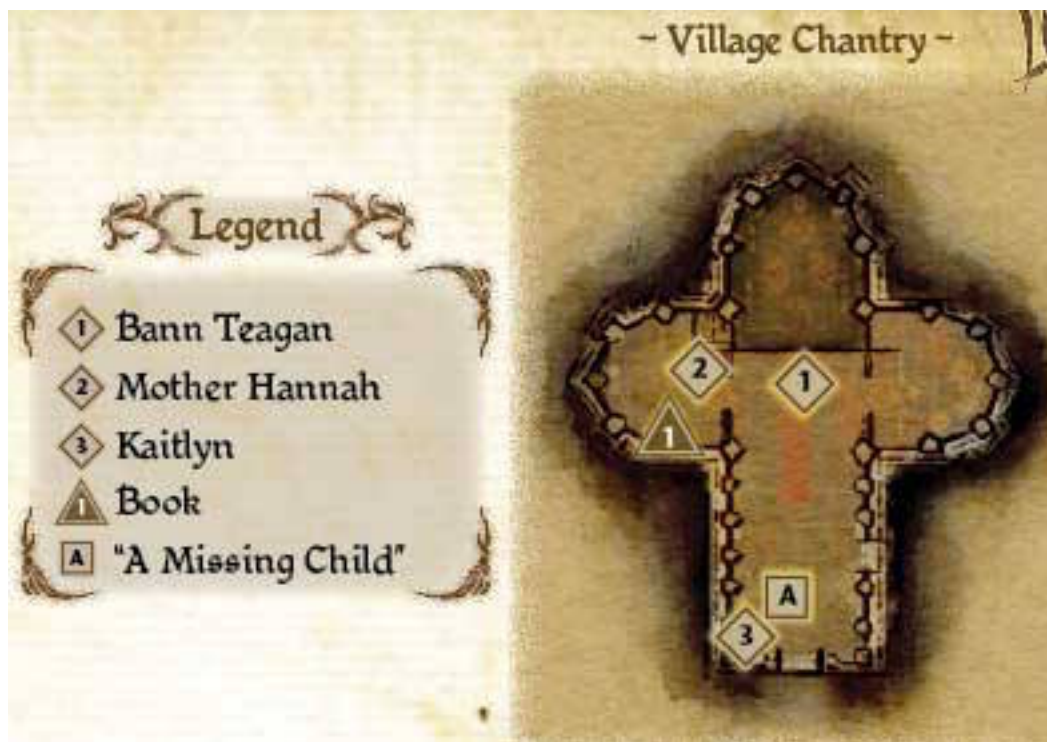 ~ Village Chantry ~
Legend
1 Bann Teagan
2 Mother Hannah
3 Kaitlyn
1 Book
A "A Missing Child"
2
1
1
A
3